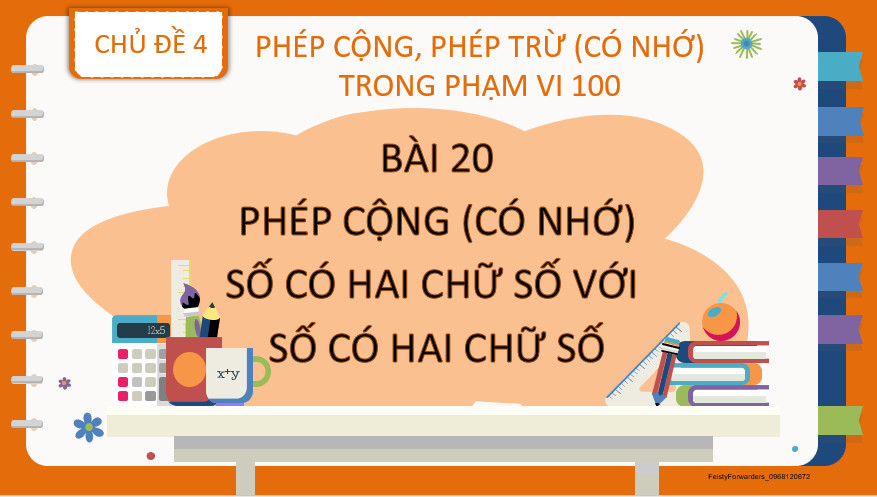 CHỦ ĐỀ 4
PHÉP CỘNG, PHÉP TRỪ (CÓ NHỚ)
TRONG PHẠM VI 100
BÀI 20
PHÉP CỘNG (CÓ NHỚ)
SỐ CÓ HAI CHỮ SỐ VỚI
SỐ CÓ HAI CHỮ SỐ
12x5
x+y
FeistyForwarders_0968120672